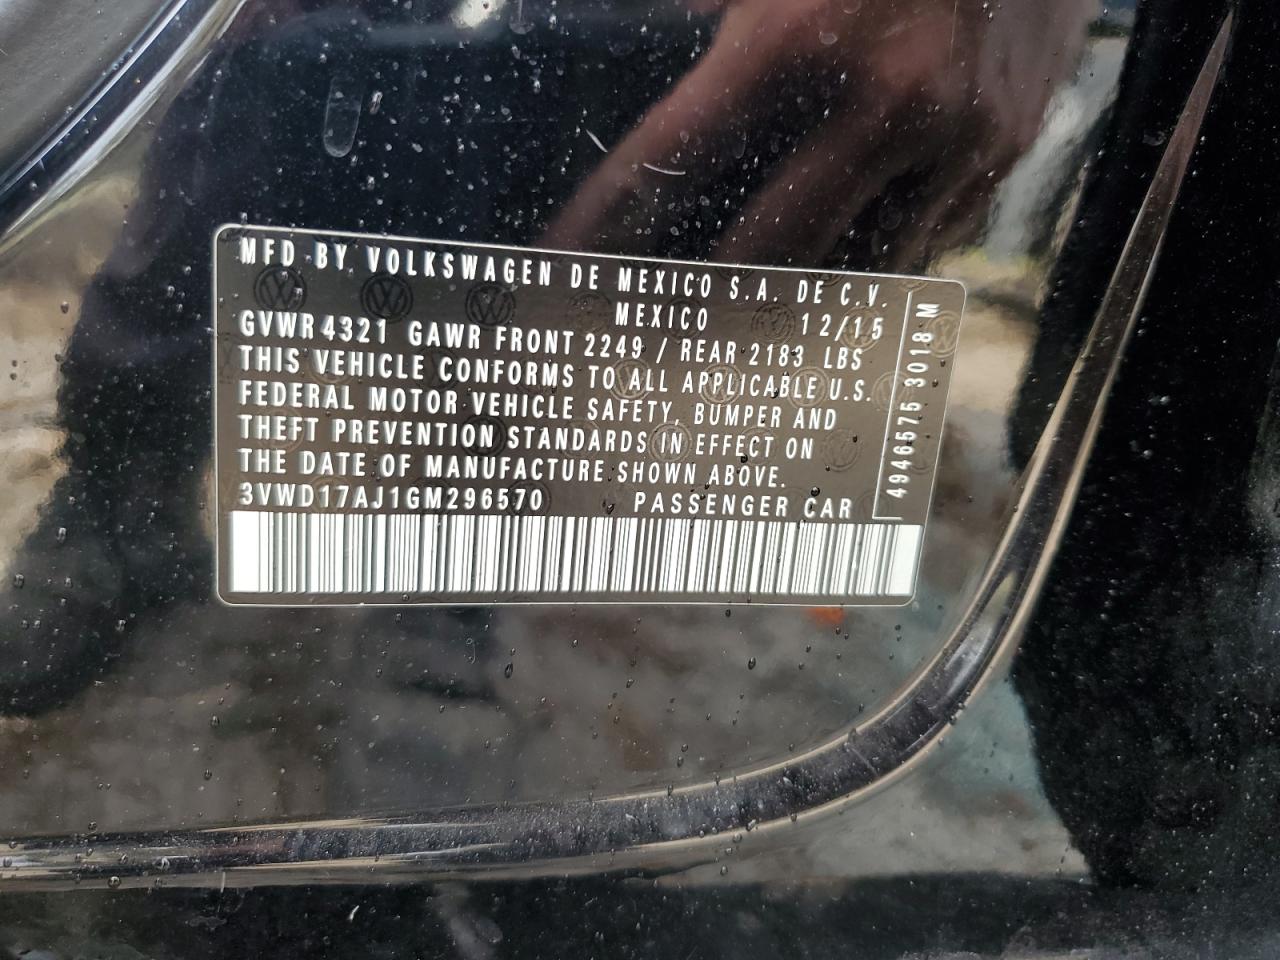 MFD BY VOLKSWAGEN DE MEXICO S.A. DE C.V.
MEXICO 12/15
GVWR 4321 GAWR FRONT 2249 / REAR 2183 LBS
THIS VEHICLE CONFORMS TO ALL APPLICABLE U.S.
FEDERAL MOTOR VEHICLE SAFETY, BUMPER AND
THEFT PREVENTION STANDARDS IN EFFECT ON
THE DATE OF MANUFACTURE SHOWN ABOVE.
3VWD17AJ1GM296570 PASSENGER CAR
4946575 3018 M